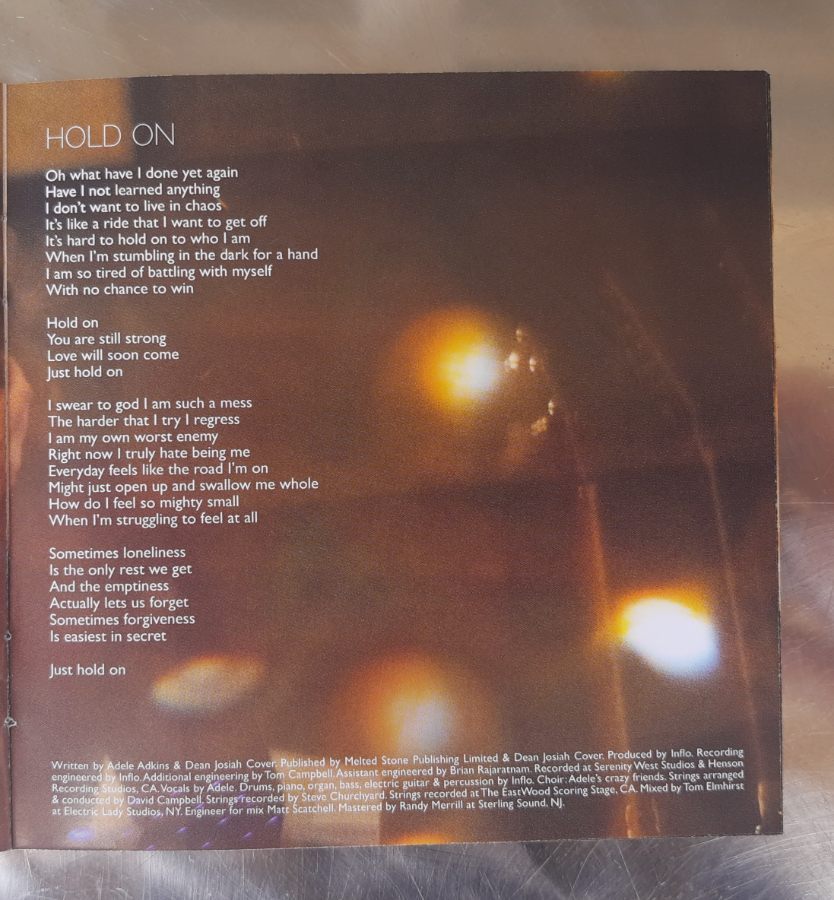 HOLD ON
Oh what have I done yet again
Have I not learned anything
I don't want to live in chaos
It's like a ride that I want to get off
It's hard to hold on to who I am
When I'm stumbling in the dark for a hand
I am so tired of battling with myself
With no chance to win
Hold on
You are still strong
Love will soon come
Just hold on
I swear to god I am such a mess
The harder that I try I regress
I am my own worst enemy
Right now I truly hate being me
Everyday feels like the road I'm on
Might just open up and swallow me whole
How do I feel so mighty small
When I'm struggling to feel at all
Sometimes loneliness
Is the only rest we get
And the emptiness
Actually lets us forget
Sometimes forgiveness
Is easiest in secret
Just hold on
Written by Adele Adkins & Dean Josiah Cover. Published by Melted Stone Publishing Limited & Dean Josiah Cover. Produced by Inflo. Recording
engineered by Inflo. Additional engineering by Tom Campbell. Assistant engineered by Brian Rajaratnam. Recorded at Serenity West Studios & Henson
Recording Studios, CA. Vocals by Adele. Drums, piano, organ, bass, electric guitar & percussion by Inflo. Choir: Adele's crazy friends. Strings arranged
& conducted by David Campbell. Strings recorded by Steve Churchyard. Strings recorded at The EastWood Scoring Stage, CA. Mixed by Tom Elmhirst
at Electric Lady Studios, NY. Engineer for mix Matt Scatchell. Mastered by Randy Merrill at Sterling Sound, NJ.